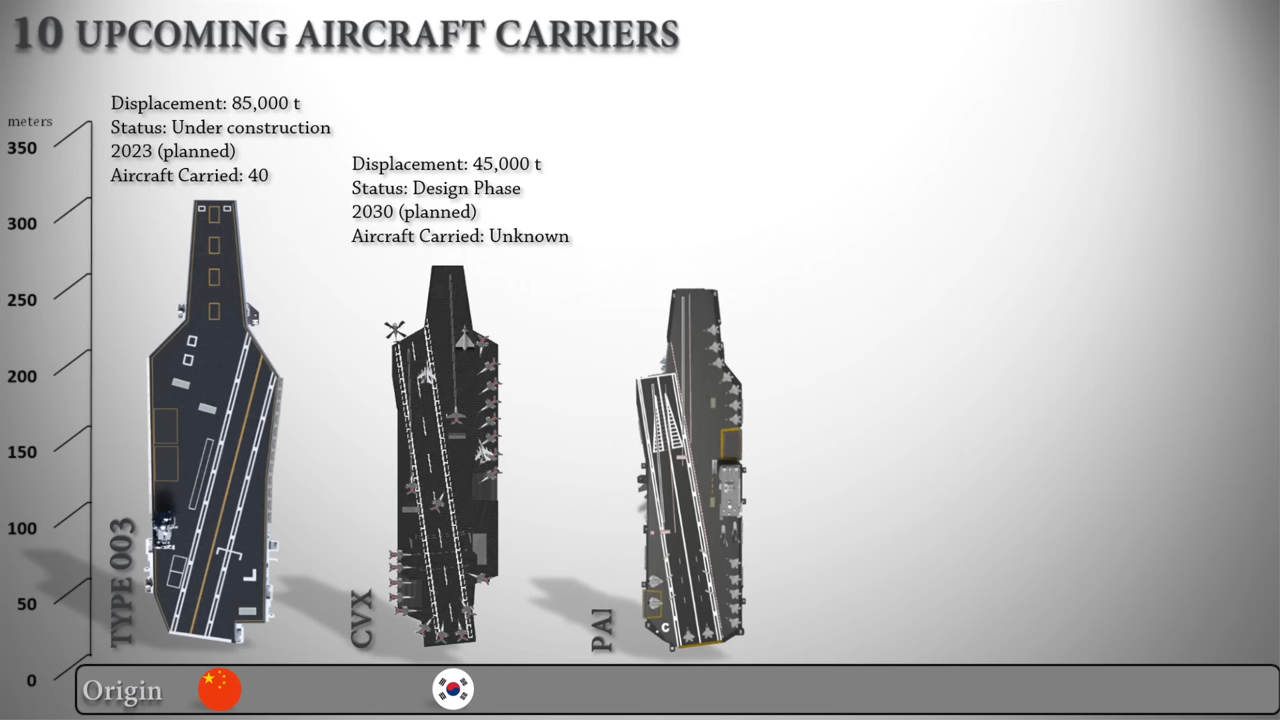 10 UPCOMING AIRCRAFT CARRIERS
Displacement: 85,000 t
Status: Under construction
2023 (planned)
Aircraft Carried: 40
Displacement: 45,000 t
Status: Design Phase
2030 (planned)
Aircraft Carried: Unknown
meters
350
300
250
200
150
100
50
0
TYPE 003
CVX
C
Origin